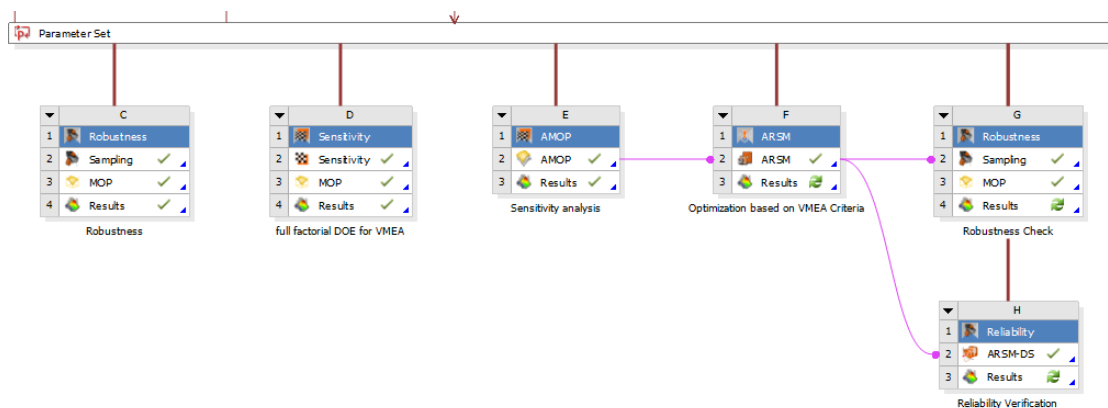 Parameter Set
C
1 Robustness
2 Sampling
3 MOP
4 Results
Robustness
D
1 Sensitivity
2 Sensitivity
3 MOP
4 Results
full factorial DOE for VMEA
E
1 AMOP
2 AMOP
3 Results
Sensitivity analysis
F
1 ARSM
2 ARSM
3 Results
Optimization based on VMEA Criteria
G
1 Robustness
2 Sampling
3 MOP
4 Results
Robustness Check
H
1 Reliability
2 ARSM-DS
3 Results
Reliability Verification